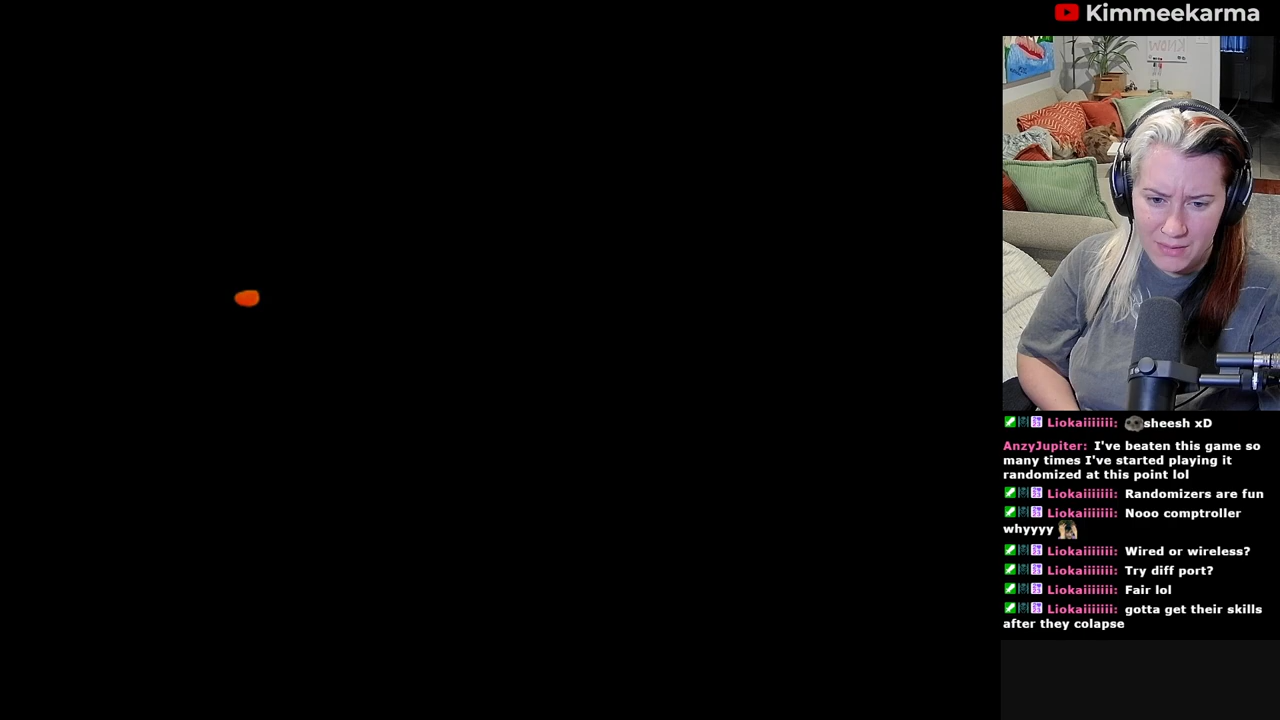 Kimmeekarma
KNOW
Liokaiiiiiii: sheesh xD
AnzyJupiter: I've beaten this game so
many times I've started playing it
randomized at this point lol
Liokaiiiiiii: Randomizers are fun
Liokaiiiiiii: Nooo comptroller
whyyyy
Liokaiiiiiii: Wired or wireless?
Liokaiiiiiii: Try diff port?
Liokaiiiiiii: Fair lol
Liokaiiiiiii: gotta get their skills
after they colapse